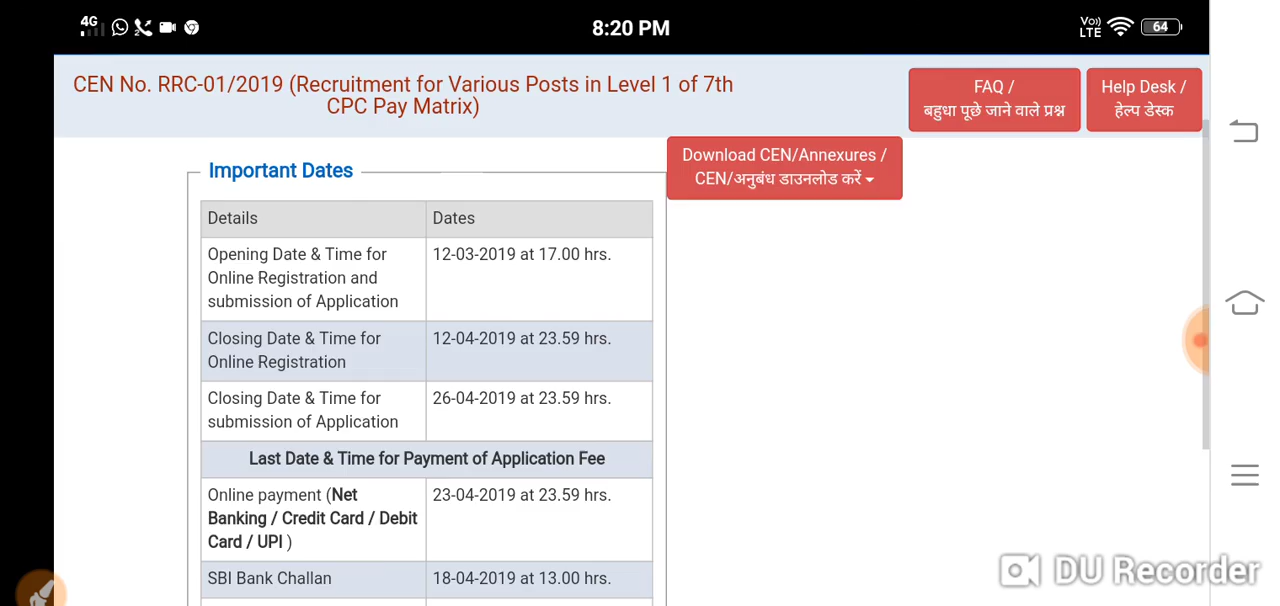 4G
8:20 PM
Vo))
LTE
64
CEN No. RRC-01/2019 (Recruitment for Various Posts in Level 1 of 7th
CPC Pay Matrix)
FAQ /
बहुधा पूछे जाने वाले प्रश्न
Help Desk /
हेल्प डेस्क
Download CEN/Annexures /
CEN/अनुबंध डाउनलोड करें
Important Dates
Details Dates
Opening Date & Time for 12-03-2019 at 17.00 hrs.
Online Registration and
submission of Application
Closing Date & Time for 12-04-2019 at 23.59 hrs.
Online Registration
Closing Date & Time for 26-04-2019 at 23.59 hrs.
submission of Application
Last Date & Time for Payment of Application Fee
Online payment (Net 23-04-2019 at 23.59 hrs.
Banking / Credit Card / Debit
Card / UPI )
SBI Bank Challan 18-04-2019 at 13.00 hrs.
DU Recorder